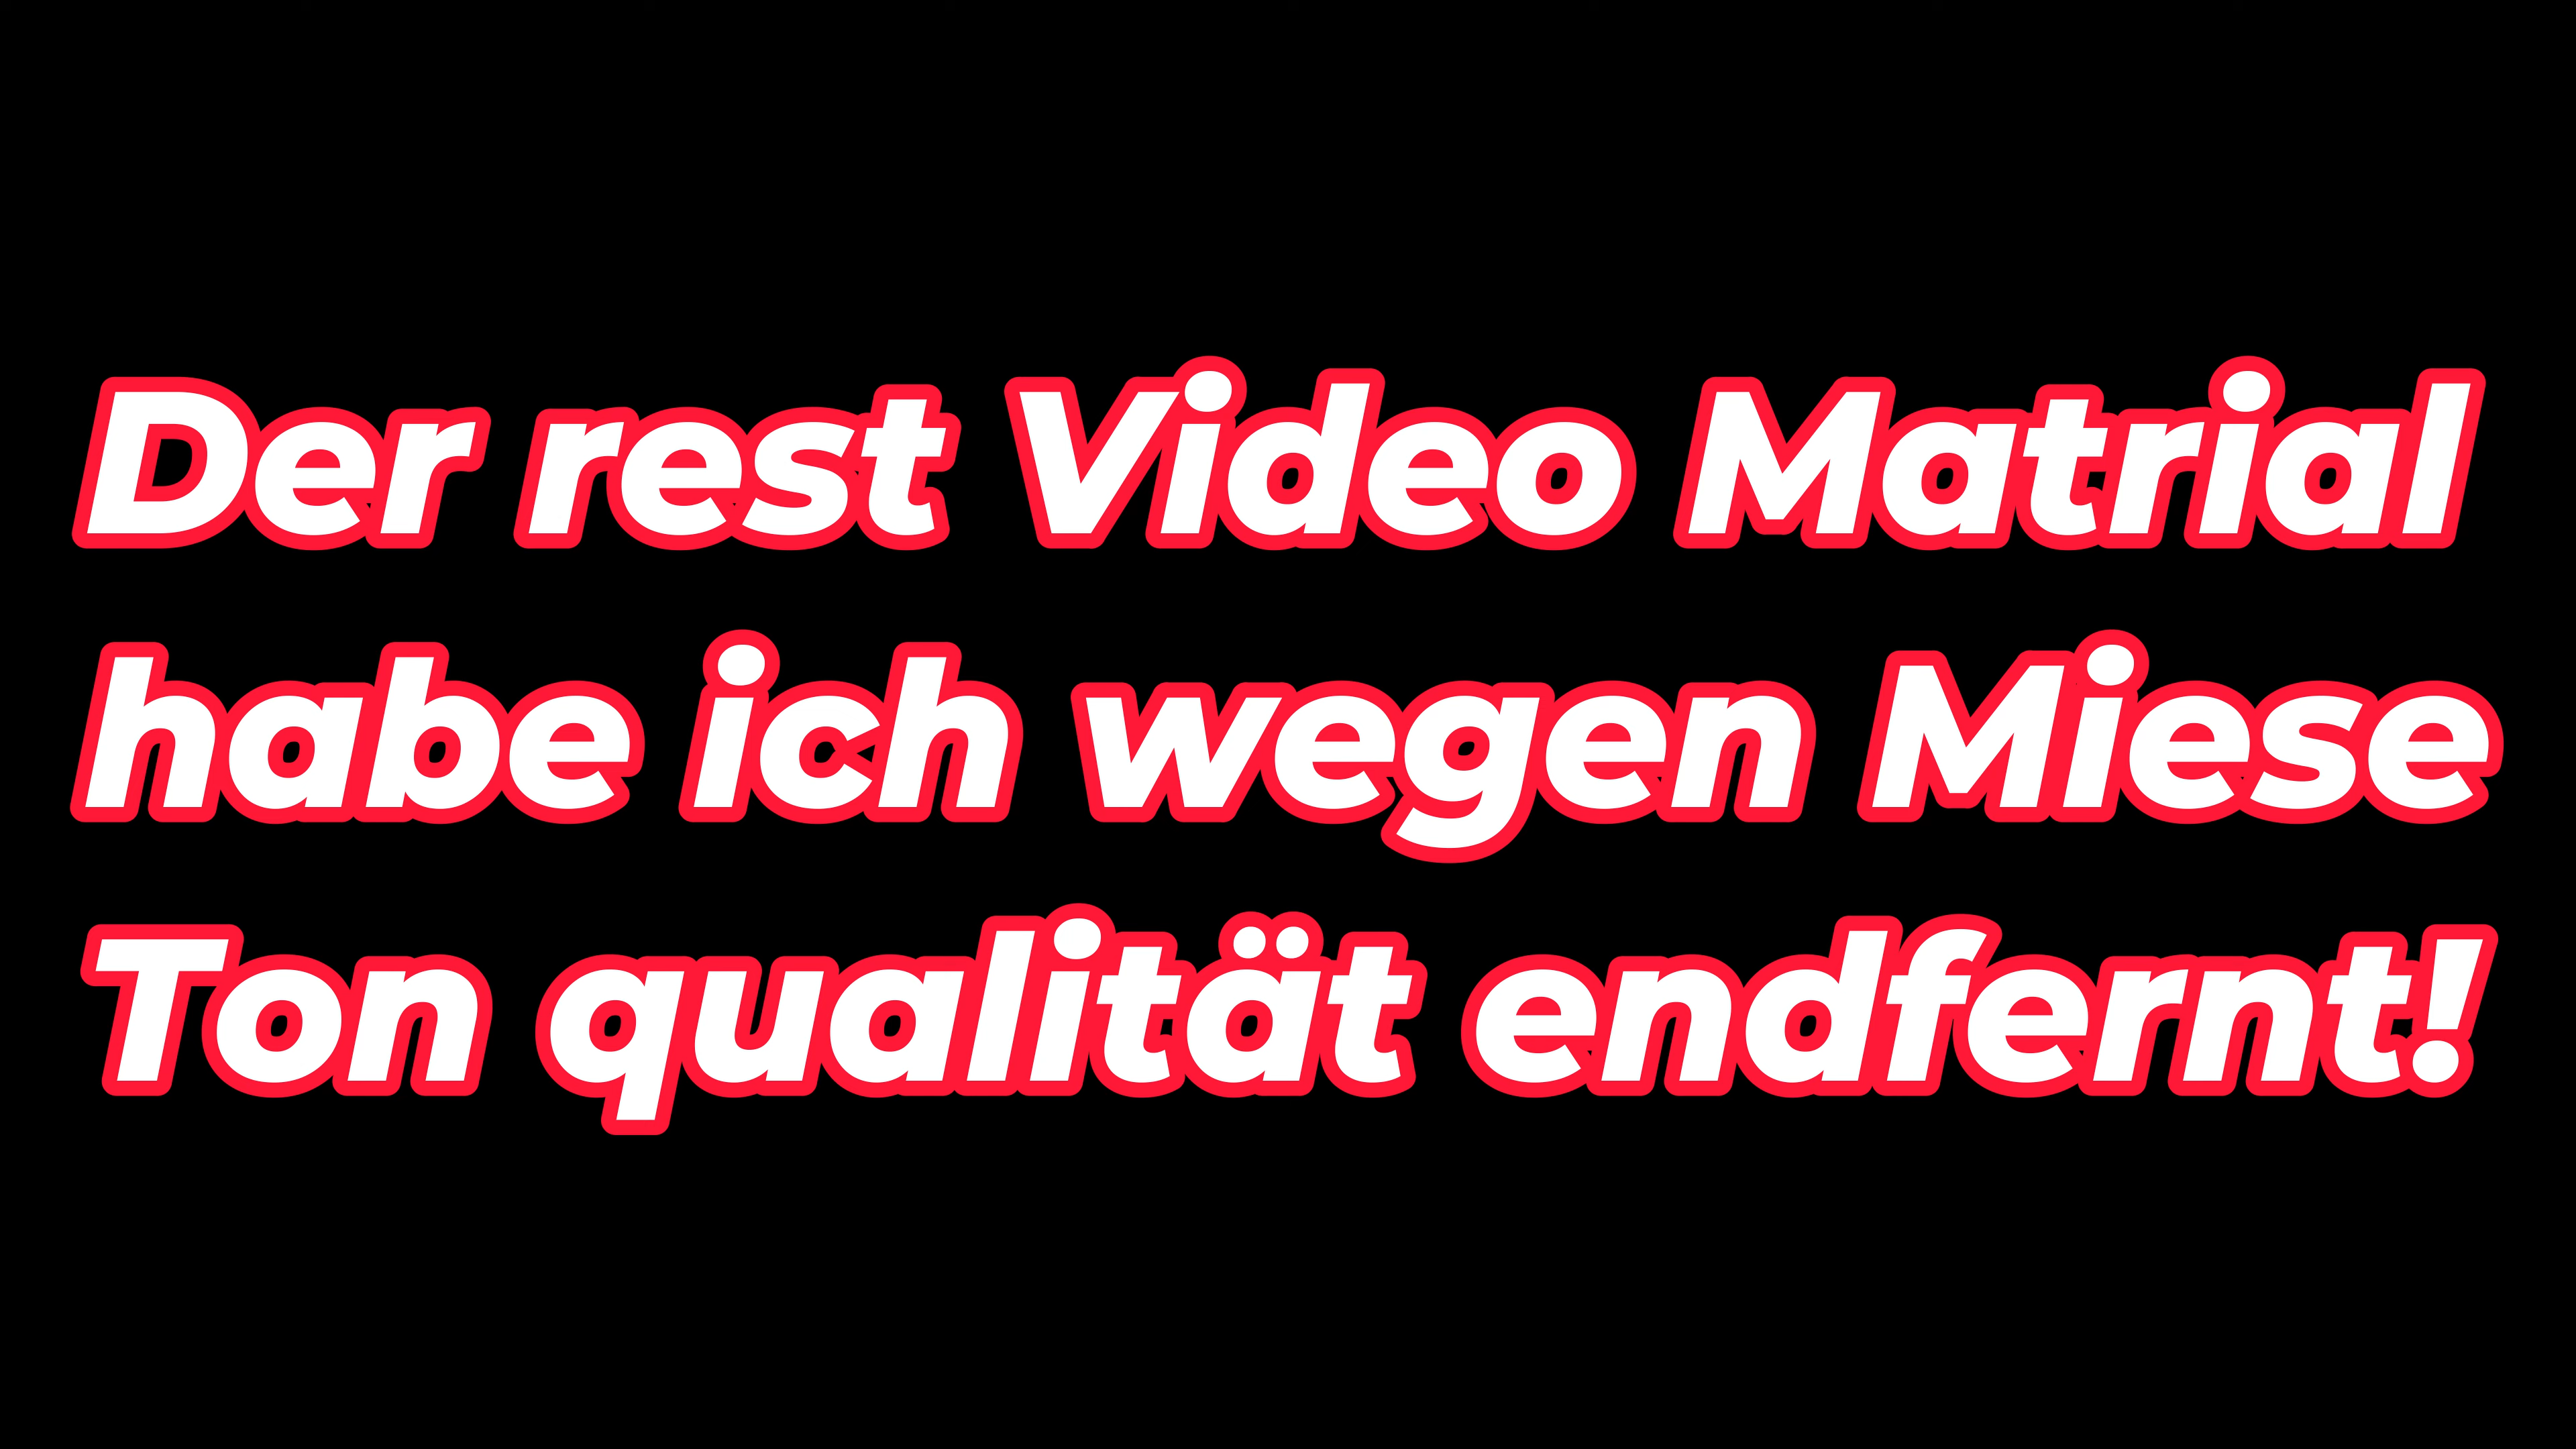 Der rest Video Matrial
habe ich wegen Miese
Ton qualität endfernt!